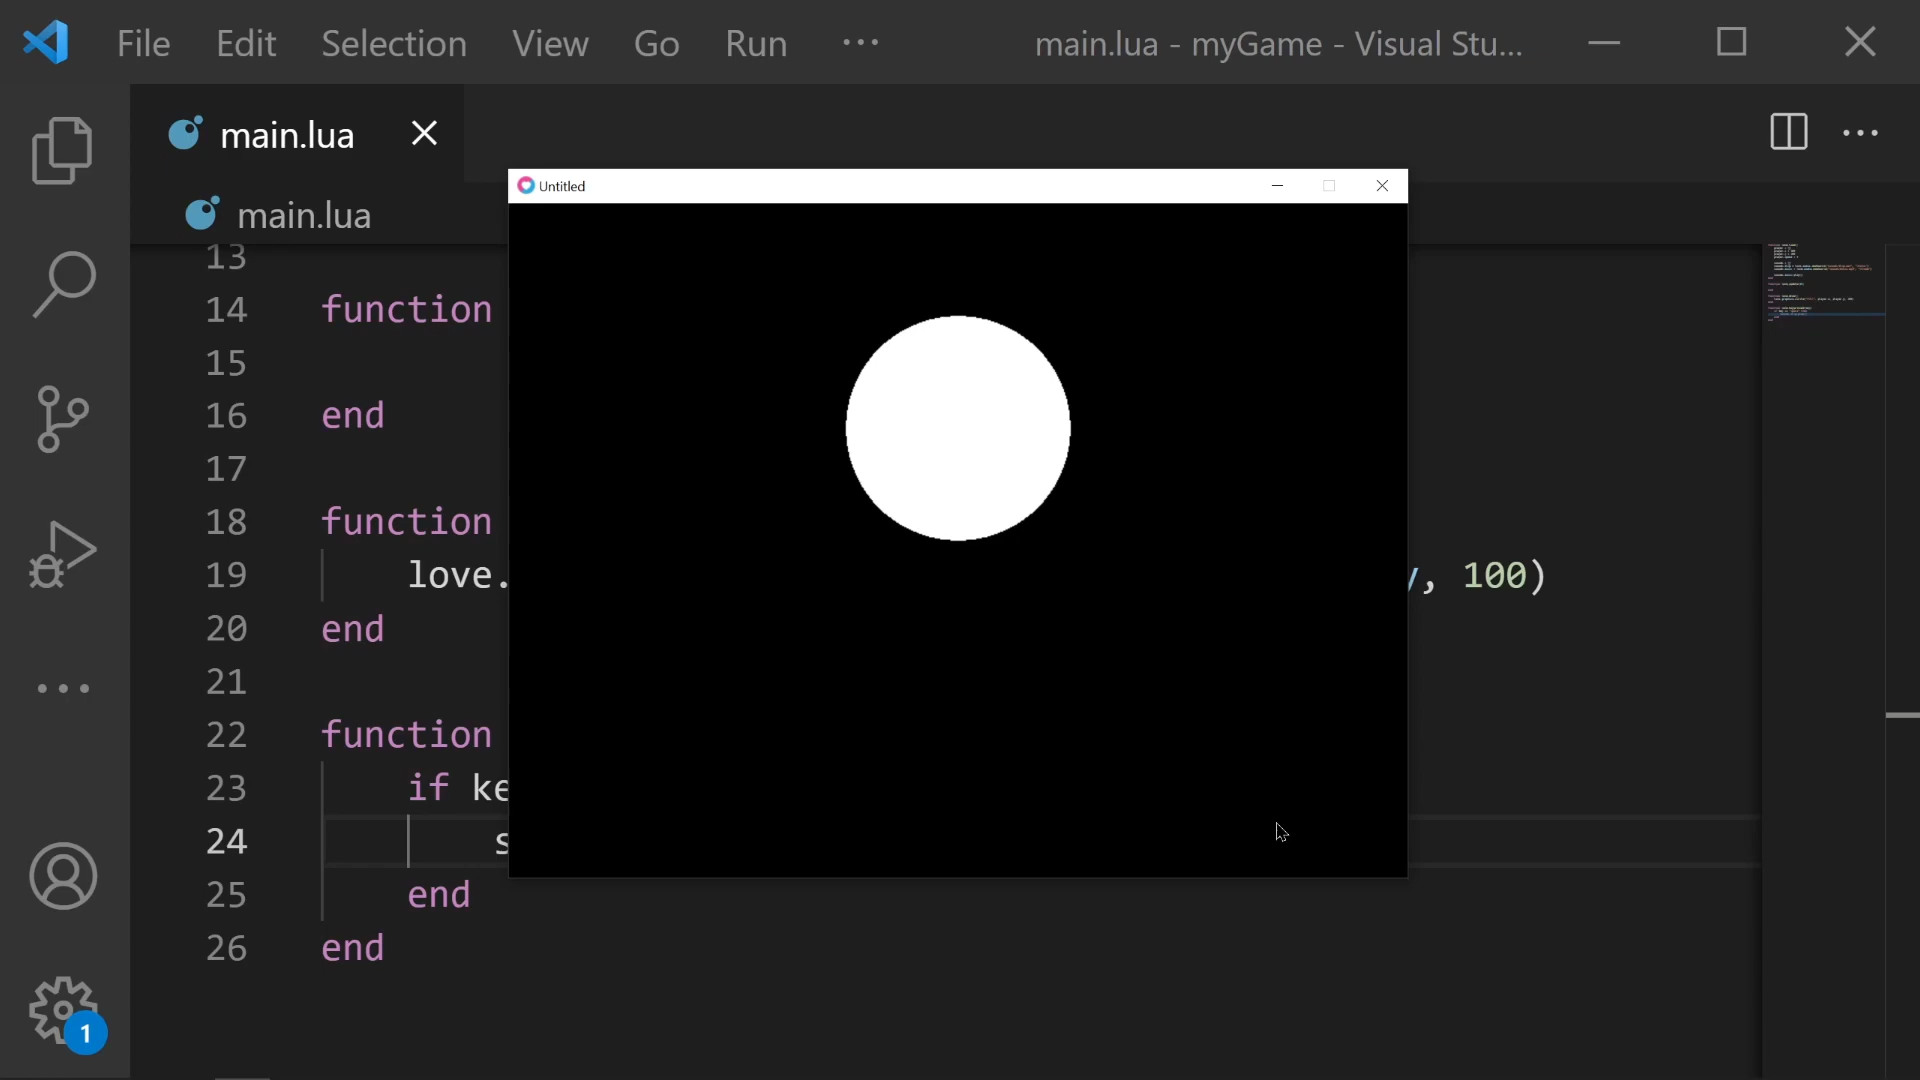 File Edit Selection View Go Run ··· main.lua - myGame - Visual Stu...
main.lua
Untitled
main.lua
13
14 function
15
16 end
17
18 function
19 love. , 100)
20 end
21
22 function
23 if ke
24 s
25 end
26 end
1